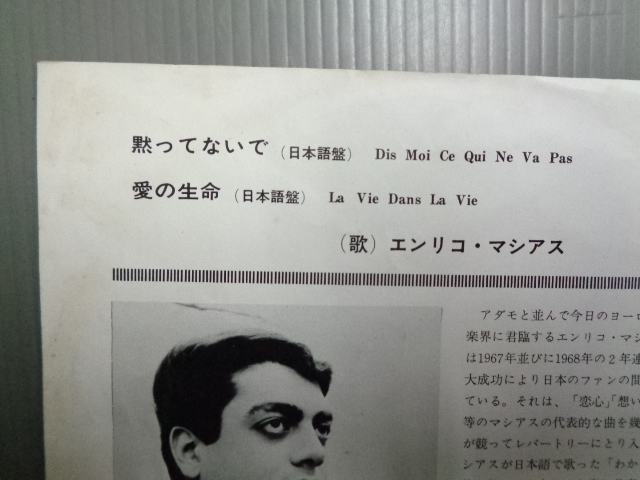 黙ってないで（日本語盤） Dis Moi Ce Qui Ne Va Pas
愛の生命（日本語盤） La Vie Dans La Vie
（歌）エンリコ・マシアス
アダモと並んで今日のヨーロ
楽界に君臨するエンリコ・マシ
は1967年並びに1968年の2年連
大成功により日本のファンの間
ている。それは、「恋心」「想い
等のマシアスの代表的な曲を幾
が競ってレパートリーにとり入
シアスが日本語で歌った「わか